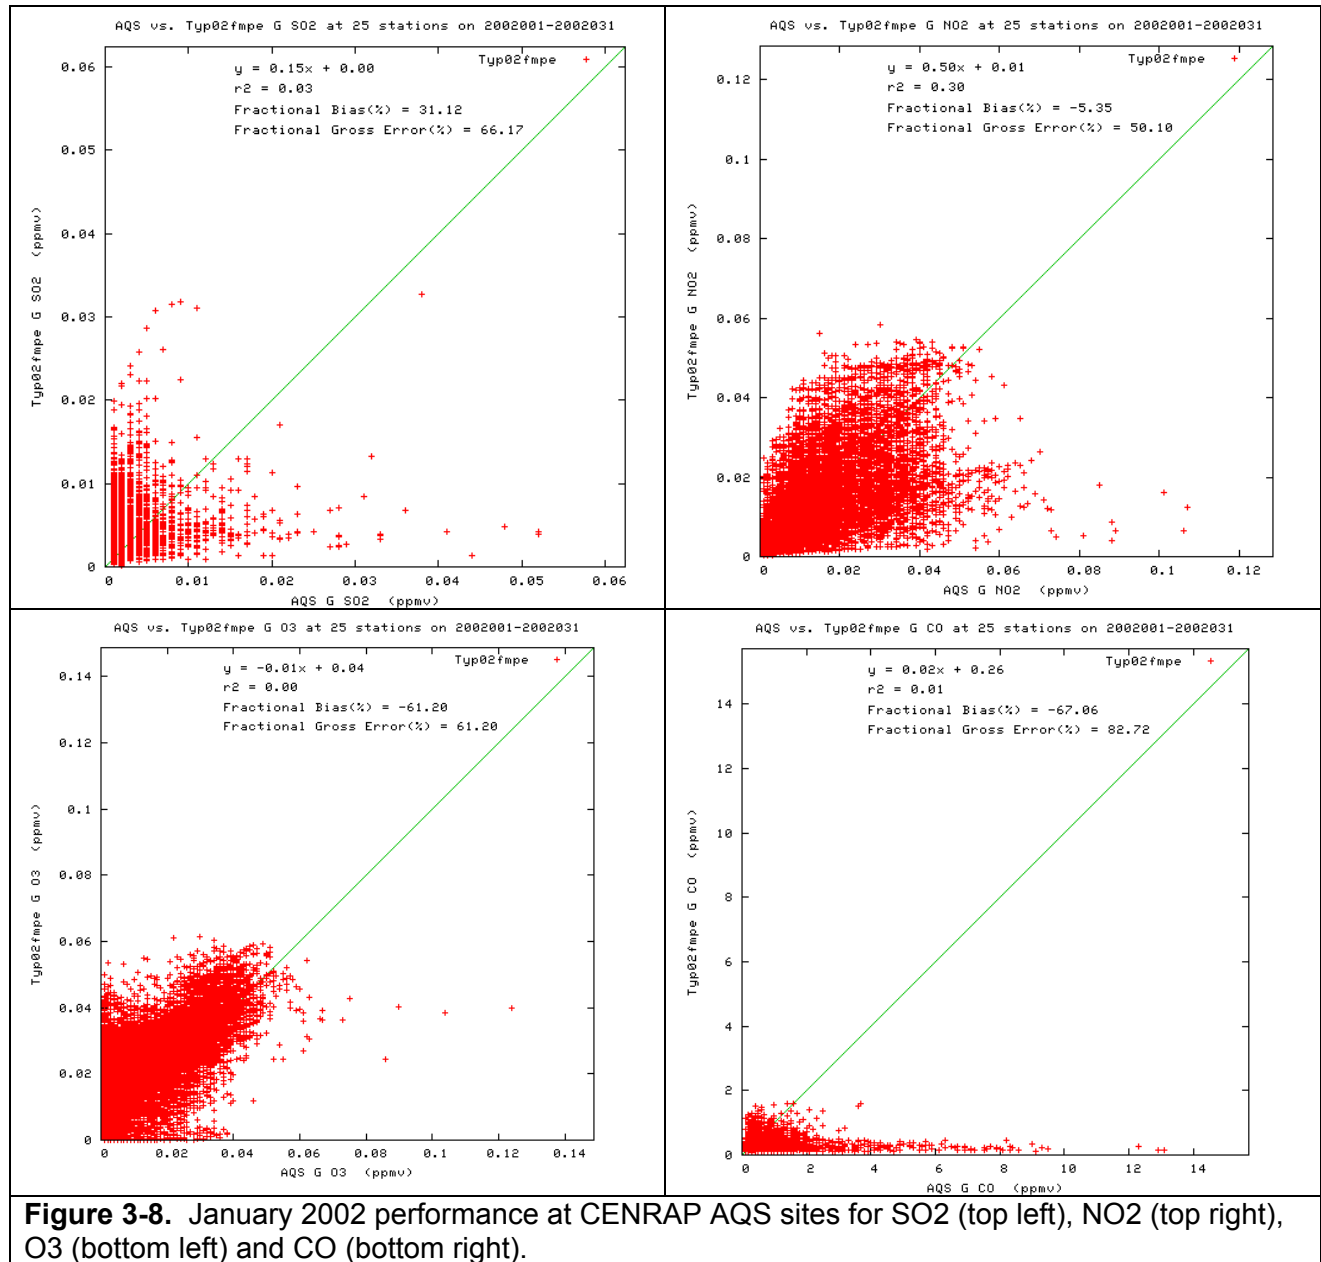 AQS vs. Typ02fmpe G SO2 at 25 stations on 2002001-2002031
Typ02fmpe
y = 0.15x + 0.00
r2 = 0.03
Fractional Bias(%) = 31.12
Fractional Gross Error(%) = 66.17
Typ02fmpe G SO2 (ppmv)
0.06
0.05
0.04
0.03
0.02
0.01
0
0 0.01 0.02 0.03 0.04 0.05 0.06
AQS G SO2 (ppmv)
AQS vs. Typ02fmpe G NO2 at 25 stations on 2002001-2002031
Typ02fmpe
y = 0.50x + 0.01
r2 = 0.30
Fractional Bias(%) = -5.35
Fractional Gross Error(%) = 50.10
Typ02fmpe G NO2 (ppmv)
0.12
0.1
0.08
0.06
0.04
0.02
0
0 0.02 0.04 0.06 0.08 0.1 0.12
AQS G NO2 (ppmv)
AQS vs. Typ02fmpe G O3 at 25 stations on 2002001-2002031
Typ02fmpe
y = -0.01x + 0.04
r2 = 0.00
Fractional Bias(%) = -61.20
Fractional Gross Error(%) = 61.20
Typ02fmpe G O3 (ppmv)
0.14
0.12
0.1
0.08
0.06
0.04
0.02
0
0 0.02 0.04 0.06 0.08 0.1 0.12 0.14
AQS G O3 (ppmv)
AQS vs. Typ02fmpe G CO at 25 stations on 2002001-2002031
Typ02fmpe
y = 0.02x + 0.26
r2 = 0.01
Fractional Bias(%) = -67.06
Fractional Gross Error(%) = 82.72
Typ02fmpe G CO (ppmv)
14
12
10
8
6
4
2
0
0 2 4 6 8 10 12 14
AQS G CO (ppmv)
Figure 3-8. January 2002 performance at CENRAP AQS sites for SO2 (top left), NO2 (top right),
O3 (bottom left) and CO (bottom right).